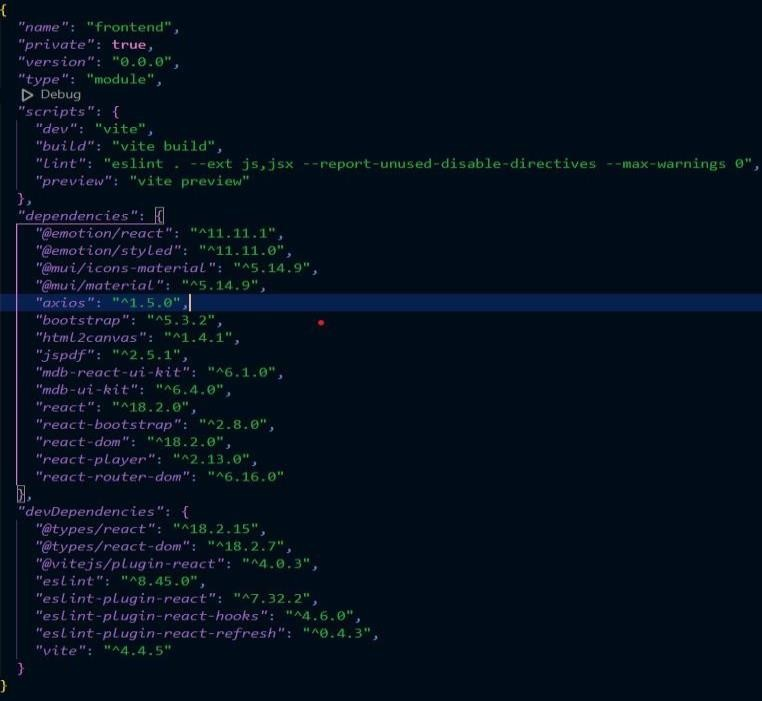 {
"name": "frontend",
"private": true,
"version": "0.0.0",
"type": "module",
Debug
"scripts": {
"dev": "vite",
"build": "vite build",
"lint": "eslint . --ext js,jsx --report-unused-disable-directives --max-warnings 0",
"preview": "vite preview"
},
"dependencies": {
"@emotion/react": "^11.11.1",
"@emotion/styled": "^11.11.0",
"@mui/icons-material": "^5.14.9",
"@mui/material": "^5.14.9",
"axios": "^1.5.0",
"bootstrap": "^5.3.2",
"html2canvas": "^1.4.1",
"jspdf": "^2.5.1",
"mdb-react-ui-kit": "^6.1.0",
"mdb-ui-kit": "^6.4.0",
"react": "^18.2.0",
"react-bootstrap": "^2.8.0",
"react-dom": "^18.2.0",
"react-player": "^2.13.0",
"react-router-dom": "^6.16.0"
},
"devDependencies": {
"@types/react": "^18.2.15",
"@types/react-dom": "^18.2.7",
"@vitejs/plugin-react": "^4.0.3",
"eslint": "^8.45.0",
"eslint-plugin-react": "^7.32.2",
"eslint-plugin-react-hooks": "^4.6.0",
"eslint-plugin-react-refresh": "^0.4.3",
"vite": "^4.4.5"
}
}